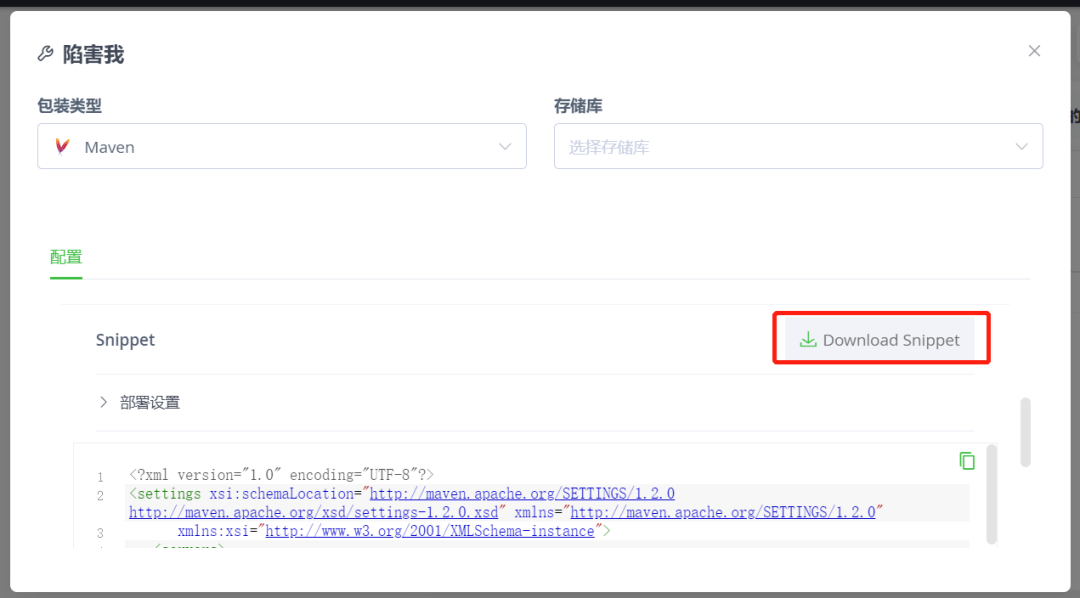 陷害我
包装类型
存储库
Maven
选择存储库
的
配置
Snippet
Download Snippet
部署设置
1 <?xml version="1.0" encoding="UTF-8"?>
2 <settings xsi:schemaLocation="http://maven.apache.org/SETTINGS/1.2.0
http://maven.apache.org/xsd/settings-1.2.0.xsd" xmlns="http://maven.apache.org/SETTINGS/1.2.0"
3 xmlns:xsi="http://www.w3.org/2001/XMLSchema-instance">